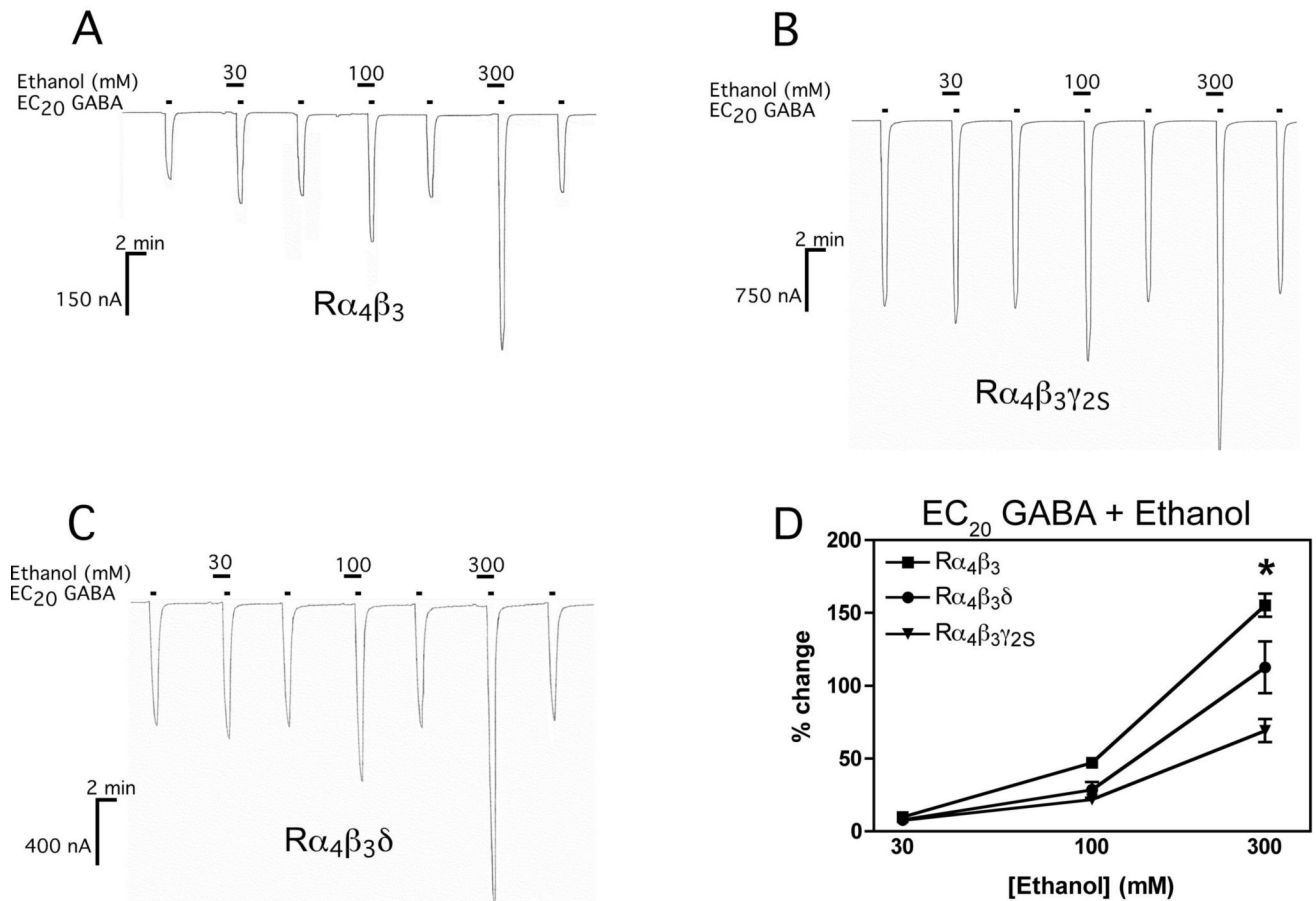 A
Ethanol (mM) 30 100 300
EC20 GABA
2 min
150 nA
Rα4β3
B
Ethanol (mM) 30 100 300
EC20 GABA
2 min
750 nA
Rα4β3γ2S
C
Ethanol (mM) 30 100 300
EC20 GABA
2 min
400 nA
Rα4β3δ
D
EC20 GABA + Ethanol
200
150
100
50
0
% change
Rα4β3
Rα4β3δ
Rα4β3γ2S
*
30 100 300
[Ethanol] (mM)